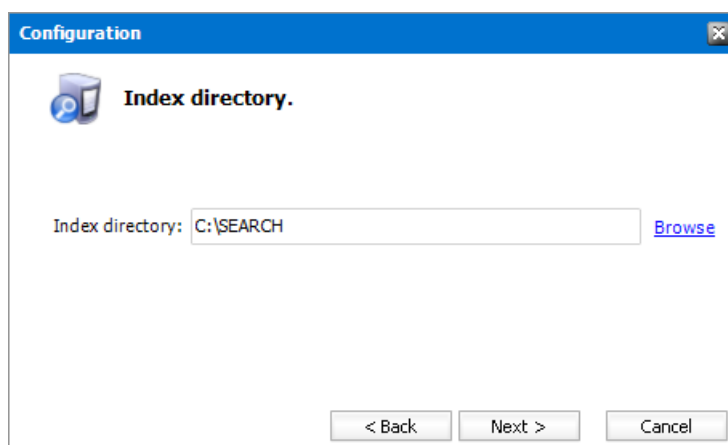 Configuration
Index directory.
Index directory: C:\SEARCH Browse
< Back Next > Cancel